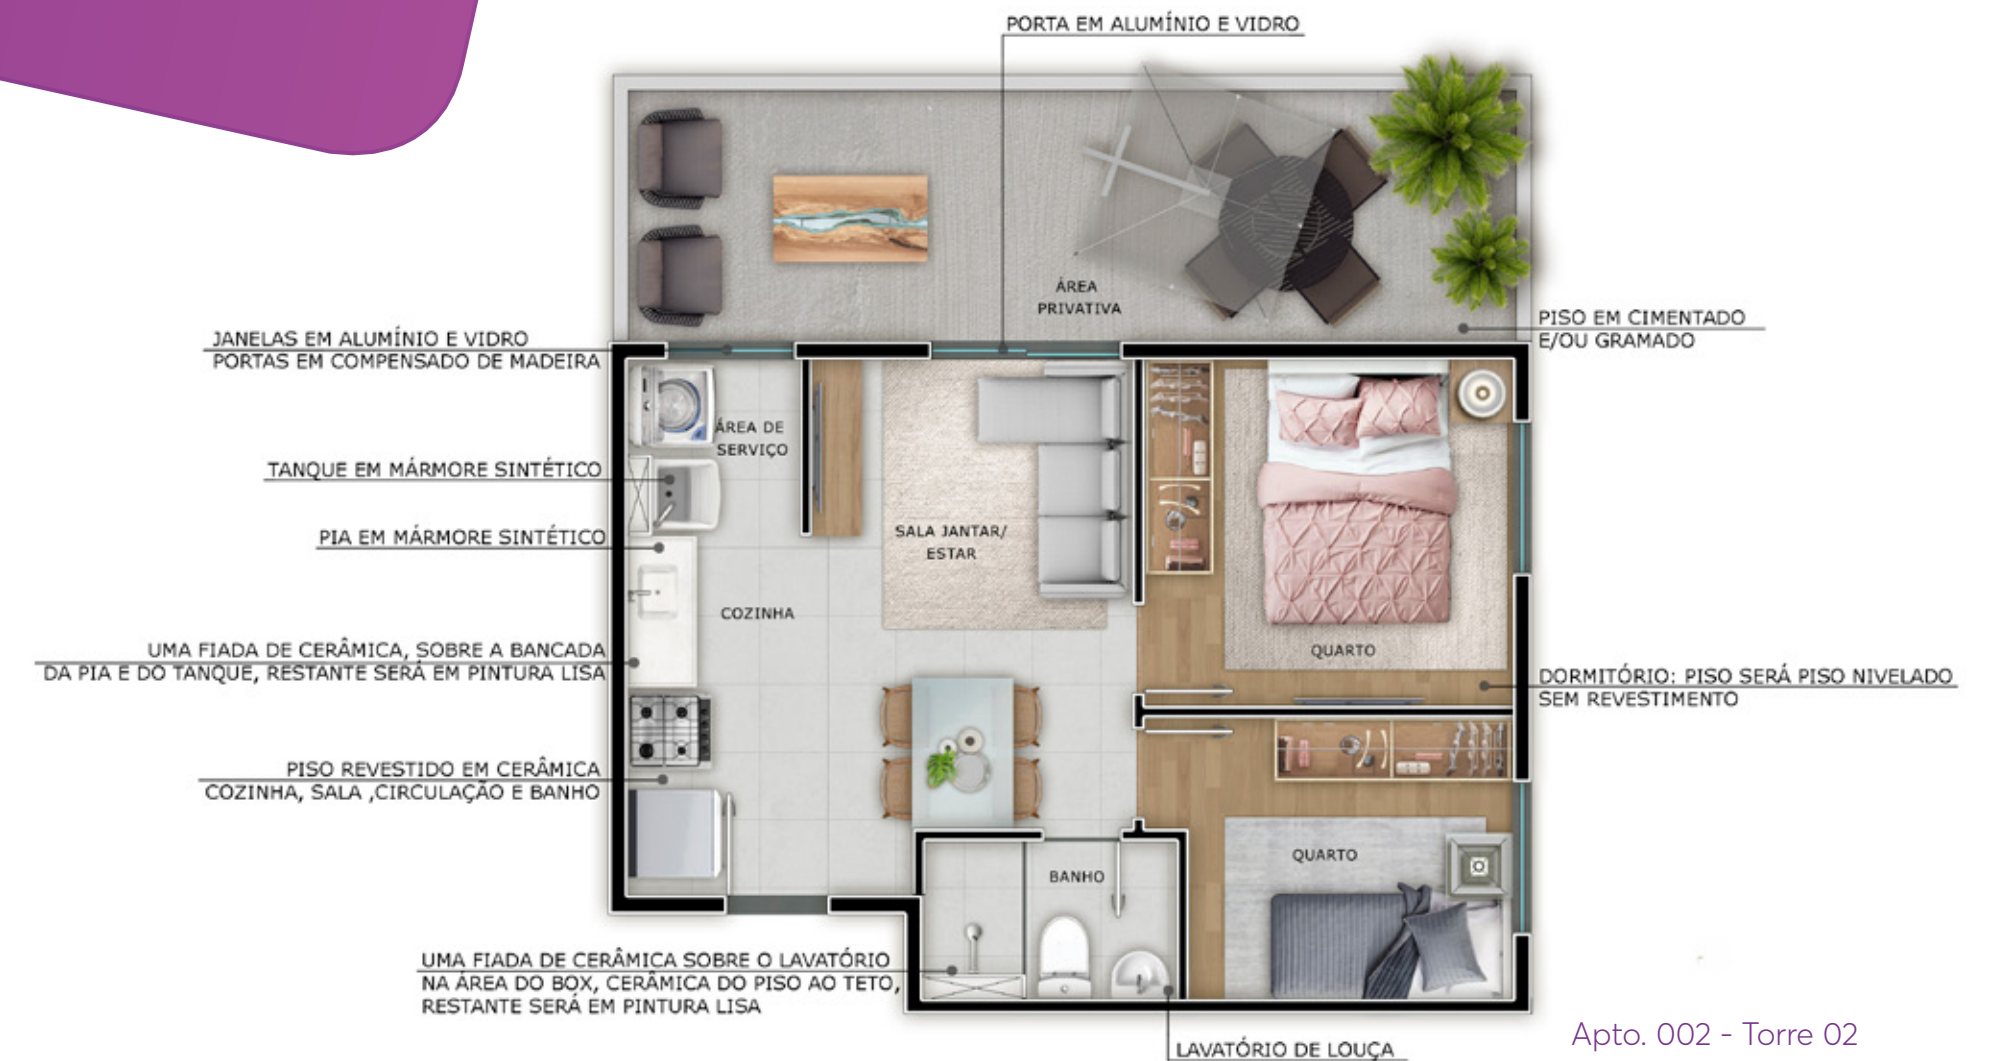 PORTA EM ALUMÍNIO E VIDRO
ÁREA
PRIVATIVA
PISO EM CIMENTADO
E/OU GRAMADO
JANELAS EM ALUMÍNIO E VIDRO
PORTAS EM COMPENSADO DE MADEIRA
ÁREA DE
SERVIÇO
TANQUE EM MÁRMORE SINTÉTICO
PIA EM MÁRMORE SINTÉTICO
SALA JANTAR/
ESTAR
COZINHA
UMA FIADA DE CERÂMICA, SOBRE A BANCADA
DA PIA E DO TANQUE, RESTANTE SERÁ EM PINTURA LISA
QUARTO
DORMITÓRIO: PISO SERÁ PISO NIVELADO
SEM REVESTIMENTO
PISO REVESTIDO EM CERÂMICA
COZINHA, SALA ,CIRCULAÇÃO E BANHO
QUARTO
BANHO
UMA FIADA DE CERÂMICA SOBRE O LAVATÓRIO
NA ÁREA DO BOX, CERÂMICA DO PISO AO TETO,
RESTANTE SERÁ EM PINTURA LISA
LAVATÓRIO DE LOUÇA
Apto. 002 - Torre 02